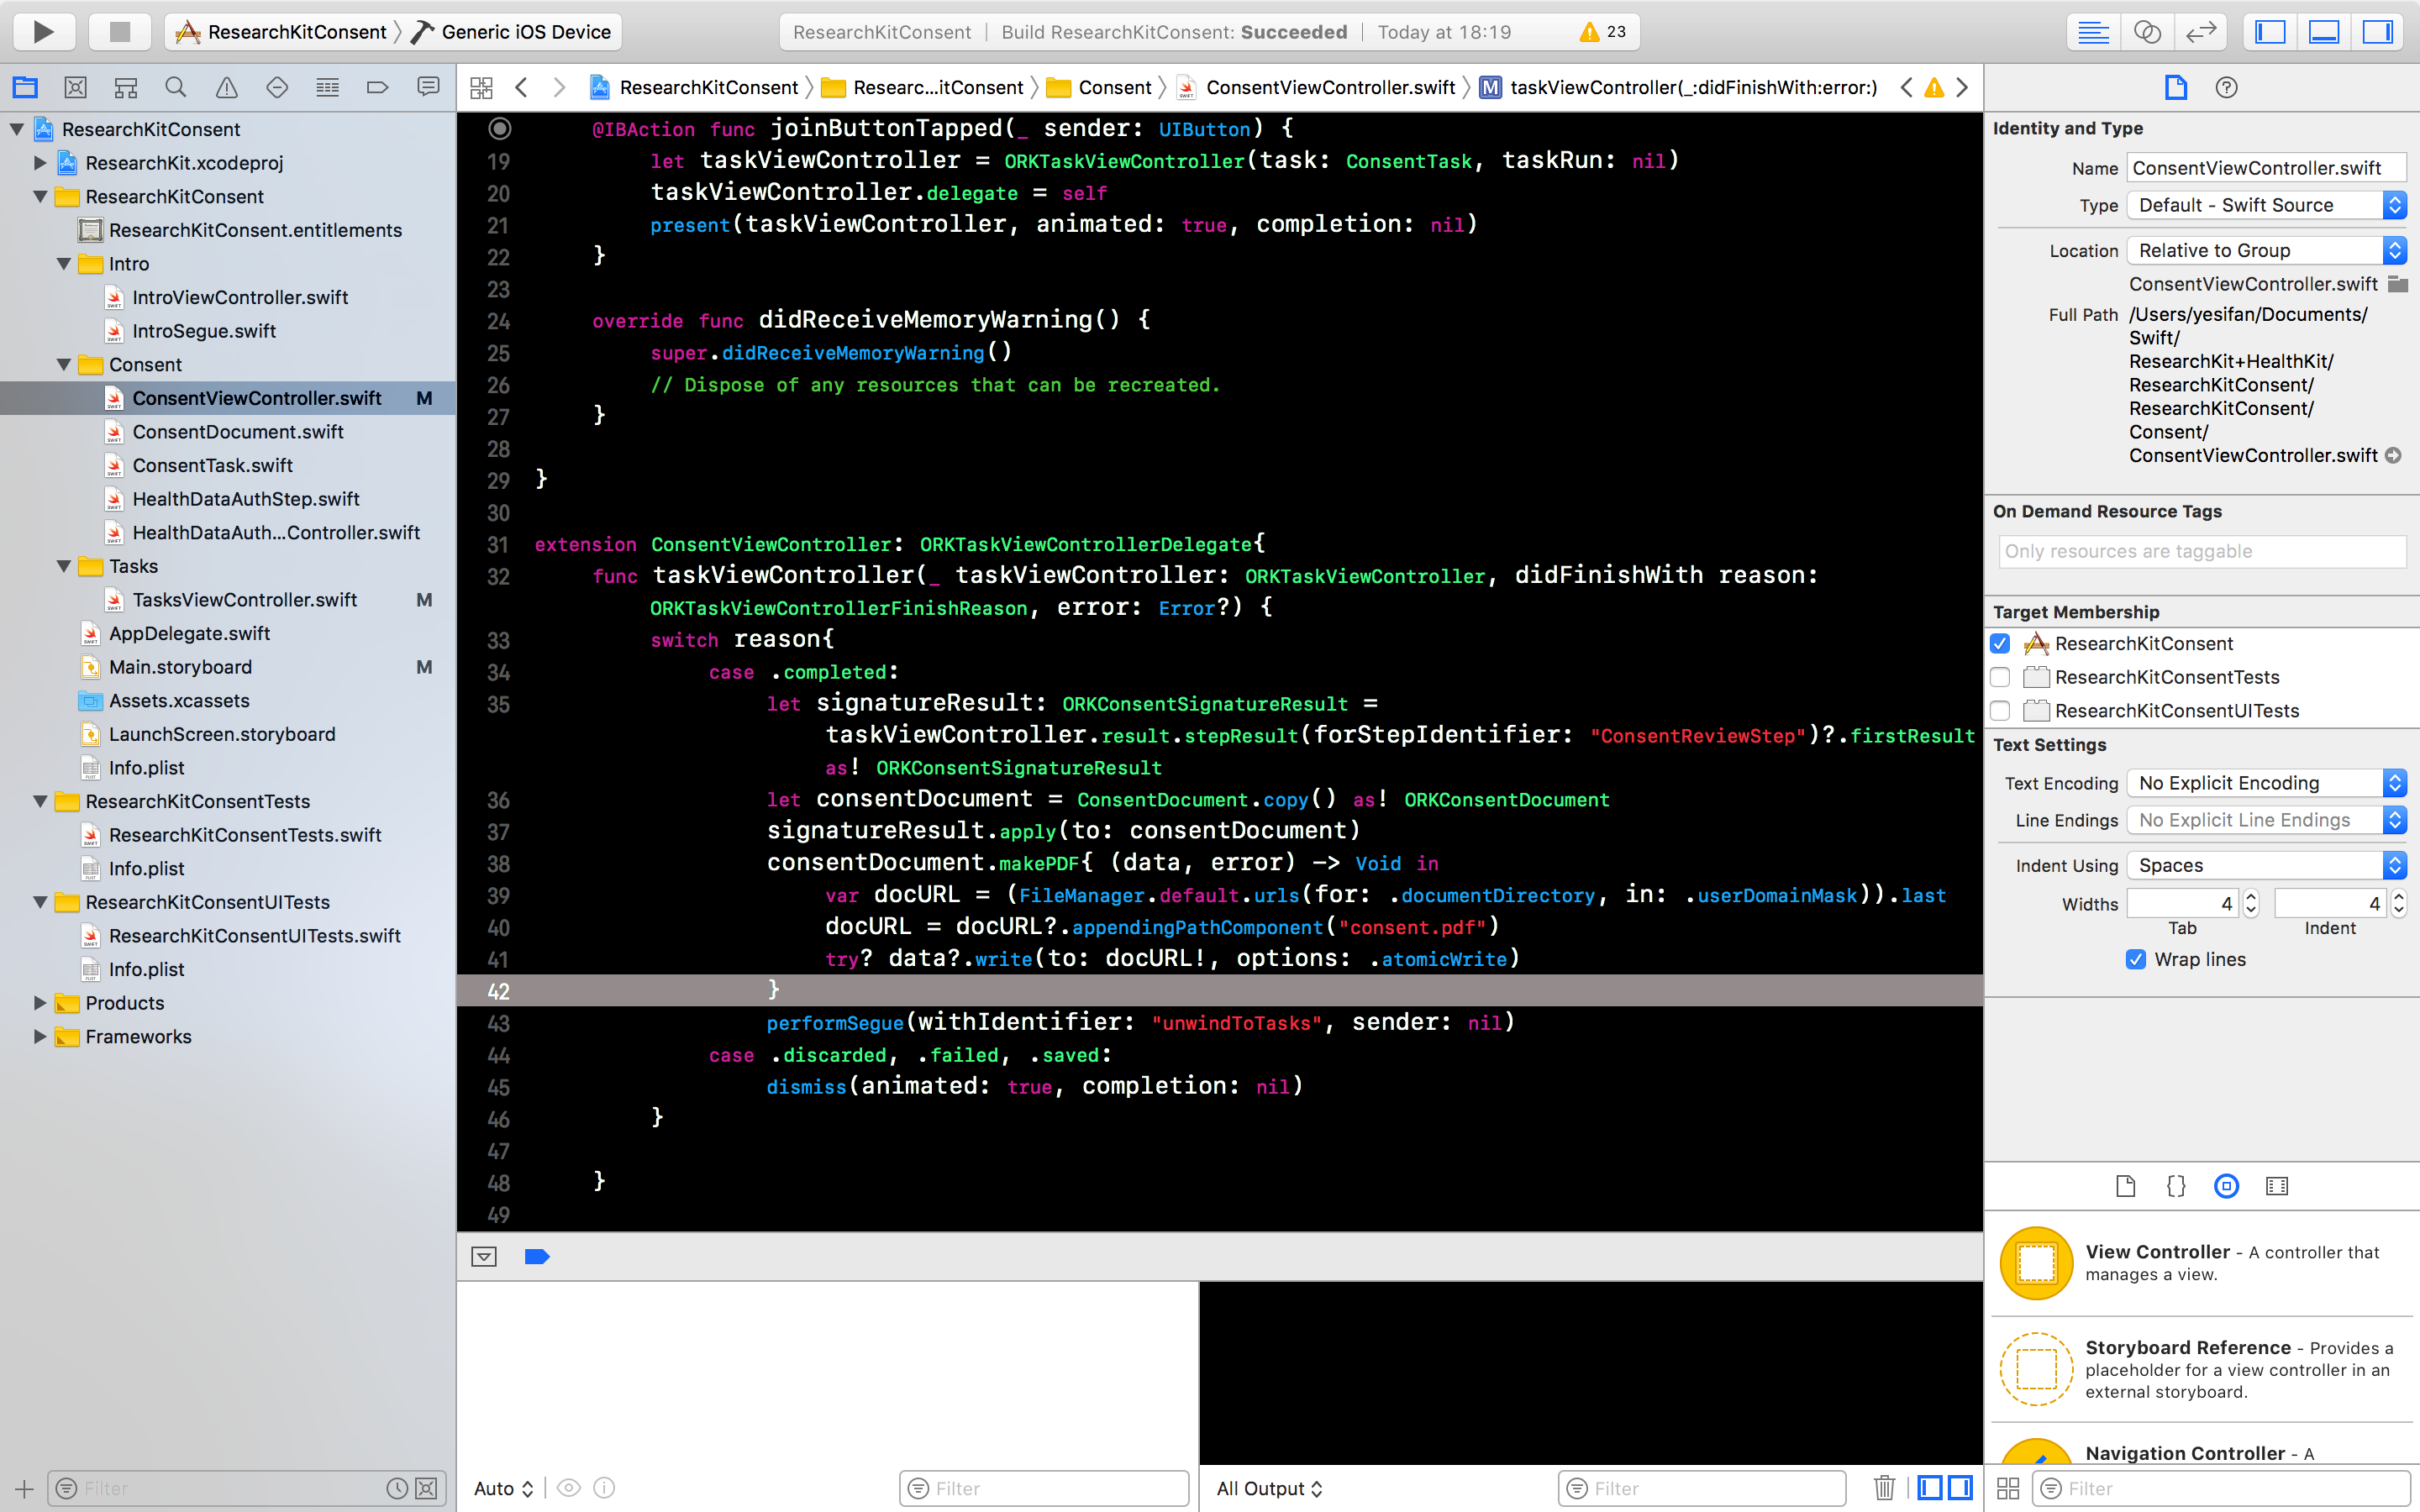 ResearchKitConsent Generic iOS Device
ResearchKitConsent Build ResearchKitConsent: Succeeded Today at 18:19 23
ResearchKitConsent
ResearchKit.xcodeproj
ResearchKitConsent
ResearchKitConsent.entitlements
Intro
IntroViewController.swift
IntroSegue.swift
Consent
ConsentViewController.swift M
ConsentDocument.swift
ConsentTask.swift
HealthDataAuthStep.swift
HealthDataAuth...Controller.swift
Tasks
TasksViewController.swift M
AppDelegate.swift
Main.storyboard M
Assets.xcassets
LaunchScreen.storyboard
Info.plist
ResearchKitConsentTests
ResearchKitConsentTests.swift
Info.plist
ResearchKitConsentUITests
ResearchKitConsentUITests.swift
Info.plist
Products
Frameworks
Filter
ResearchKitConsent Researc...itConsent Consent ConsentViewController.swift M taskViewController(_:didFinishWith:error:)
@IBAction func joinButtonTapped(_ sender: UIButton) {
19 let taskViewController = ORKTaskViewController(task: ConsentTask, taskRun: nil)
20 taskViewController.delegate = self
21 present(taskViewController, animated: true, completion: nil)
22 }
23
24 override func didReceiveMemoryWarning() {
25 super.didReceiveMemoryWarning()
26 // Dispose of any resources that can be recreated.
27 }
28
29 }
30
31 extension ConsentViewController: ORKTaskViewControllerDelegate{
32 func taskViewController(_ taskViewController: ORKTaskViewController, didFinishWith reason:
ORKTaskViewControllerFinishReason, error: Error?) {
33 switch reason{
34 case .completed:
35 let signatureResult: ORKConsentSignatureResult =
taskViewController.result.stepResult(forStepIdentifier: "ConsentReviewStep")?.firstResult
as! ORKConsentSignatureResult
36 let consentDocument = ConsentDocument.copy() as! ORKConsentDocument
37 signatureResult.apply(to: consentDocument)
38 consentDocument.makePDF{ (data, error) -> Void in
39 var docURL = (FileManager.default.urls(for: .documentDirectory, in: .userDomainMask)).last
40 docURL = docURL?.appendingPathComponent("consent.pdf")
41 try? data?.write(to: docURL!, options: .atomicWrite)
42 }
43 performSegue(withIdentifier: "unwindToTasks", sender: nil)
44 case .discarded, .failed, .saved:
45 dismiss(animated: true, completion: nil)
46 }
47
48 }
49
Auto Filter
All Output Filter
Identity and Type
Name ConsentViewController.swift
Type Default - Swift Source
Location Relative to Group
ConsentViewController.swift
Full Path /Users/yesifan/Documents/
Swift/
ResearchKit+HealthKit/
ResearchKitConsent/
ResearchKitConsent/
Consent/
ConsentViewController.swift
On Demand Resource Tags
Only resources are taggable
Target Membership
ResearchKitConsent
ResearchKitConsentTests
ResearchKitConsentUITests
Text Settings
Text Encoding No Explicit Encoding
Line Endings No Explicit Line Endings
Indent Using Spaces
Widths 4 4
Tab Indent
Wrap lines
{}
View Controller - A controller that
manages a view.
Storyboard Reference - Provides a
placeholder for a view controller in an
external storyboard.
Navigation Controller - A
Filter